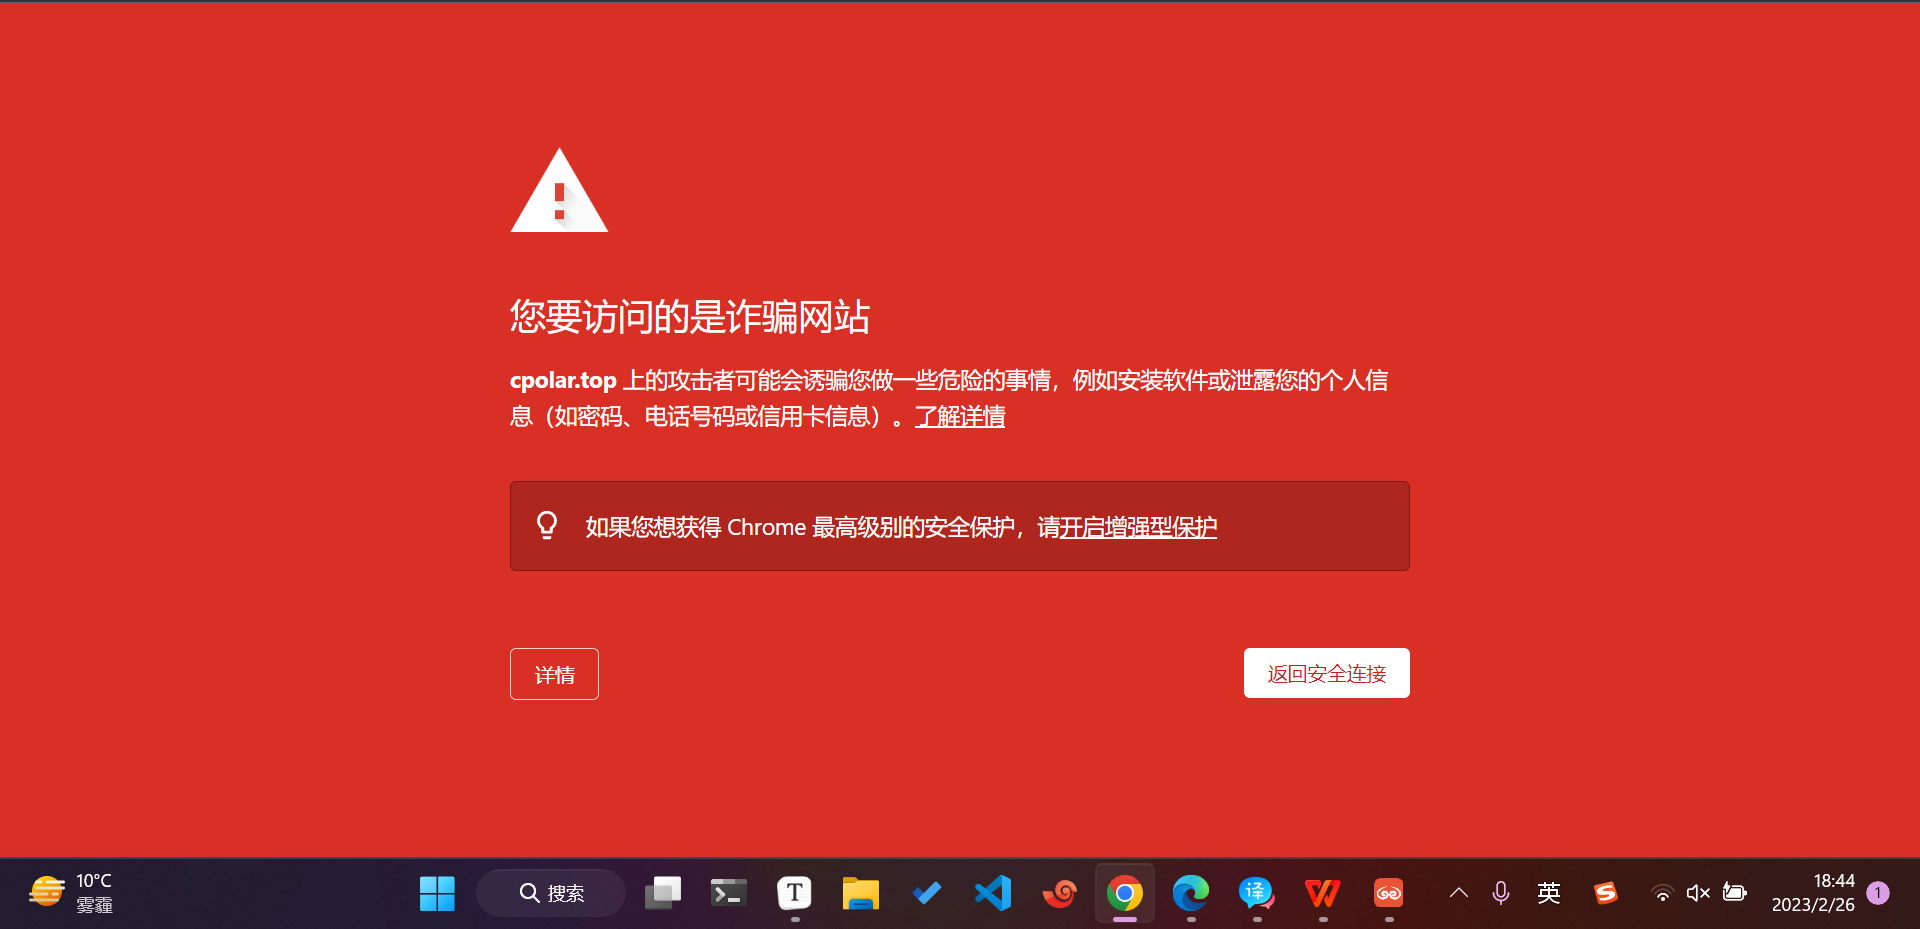 您要访问的是诈骗网站
cpolar.top 上的攻击者可能会诱骗您做一些危险的事情，例如安装软件或泄露您的个人信
息（如密码、电话号码或信用卡信息）。了解详情
如果您想获得 Chrome 最高级别的安全保护，请开启增强型保护
详情
返回安全连接
10°C
雾霾
搜索
T
译
英
S
18:44
2023/2/26
1